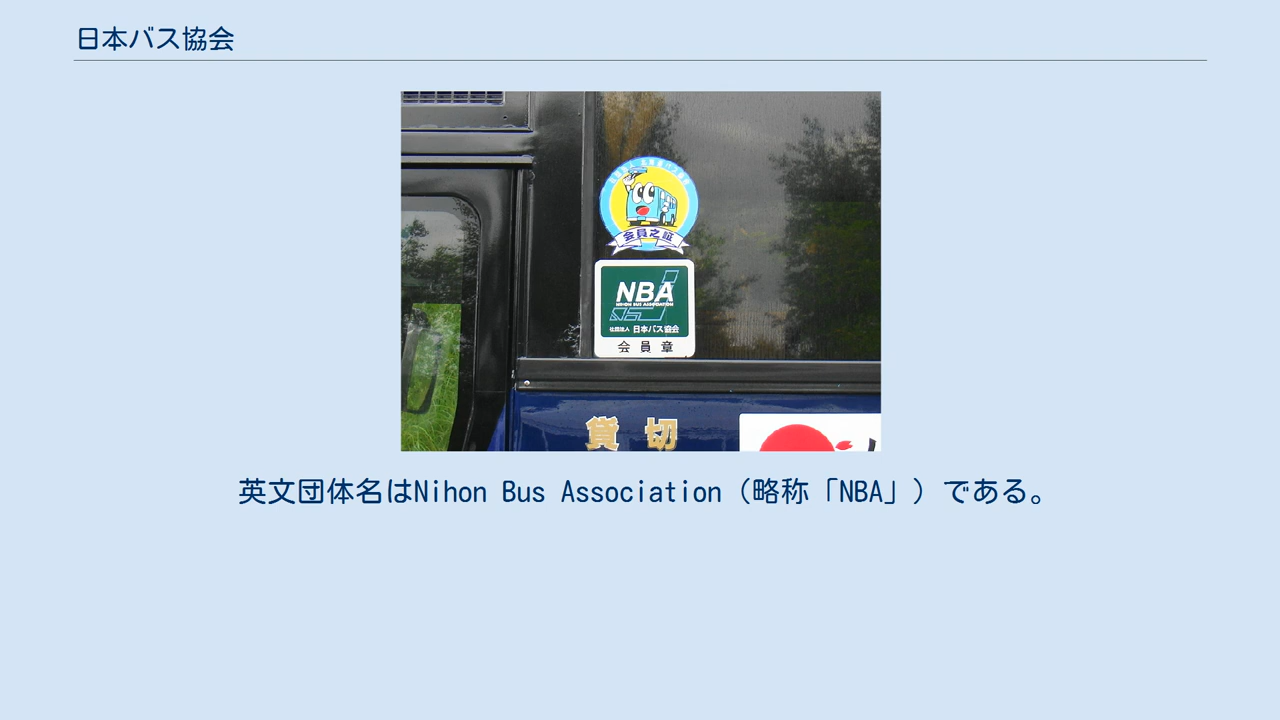 日本バス協会
会員之証
NBA
NIHON BUS ASSOCIATION
社団法人 日本バス協会
会員章
貸切
英文団体名はNihon Bus Association（略称「NBA」）である。